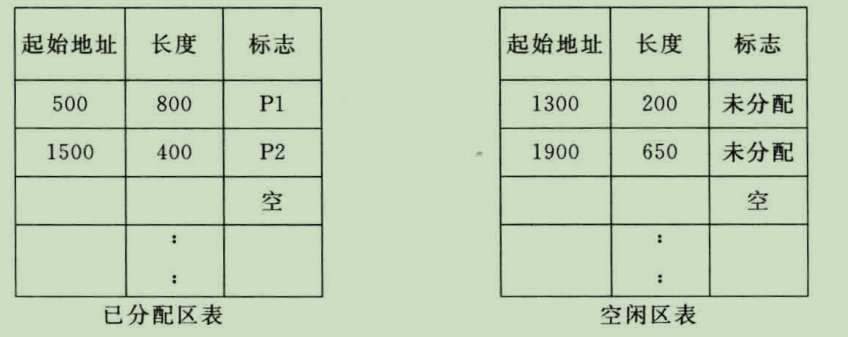 起始地址 长度 标志
500 800 P1
1500 400 P2
空
:
:
已分配区表
起始地址 长度 标志
1300 200 未分配
1900 650 未分配
空
:
:
空闲区表